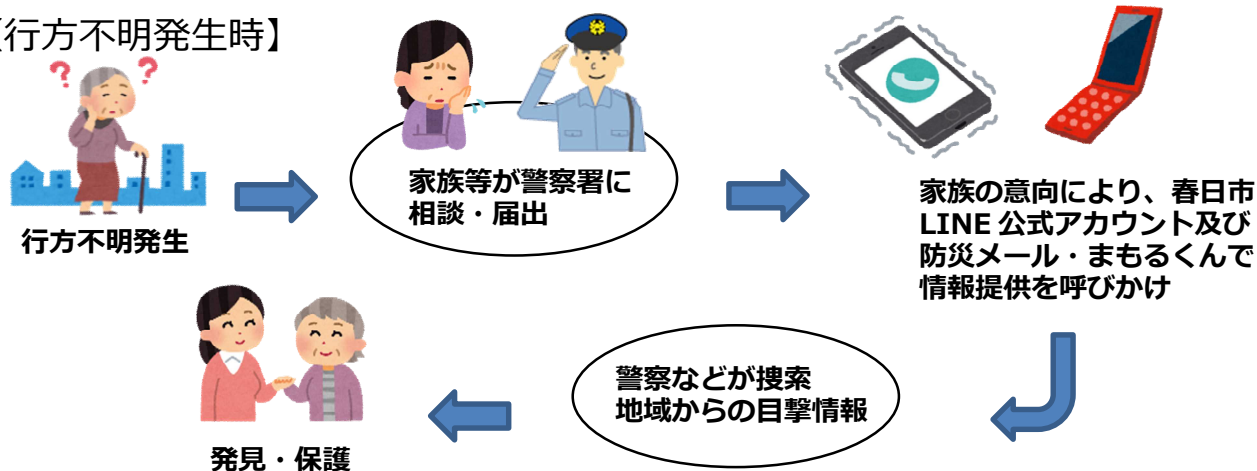 【行方不明発生時】
? ?
行方不明発生
家族等が警察署に
相談・届出
家族の意向により、春日市
LINE 公式アカウント及び
防災メール・まもるくんで
情報提供を呼びかけ
警察などが捜索
地域からの目撃情報
発見・保護